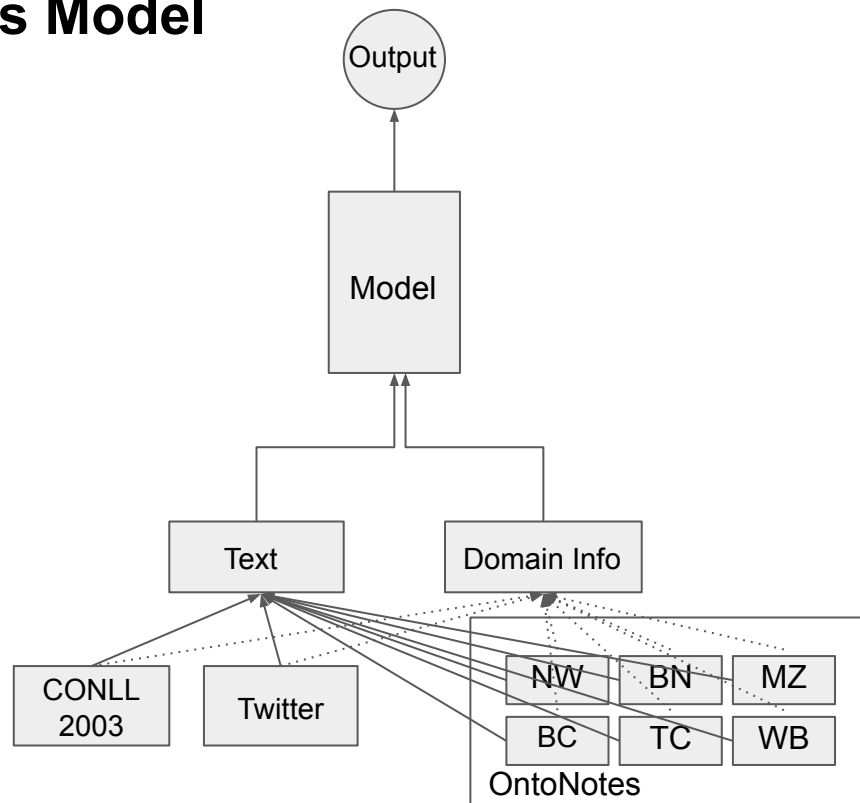 s Model
Output
Model
Text
Domain Info
CONLL
2003
Twitter
NW
BN
MZ
BC
TC
WB
OntoNotes